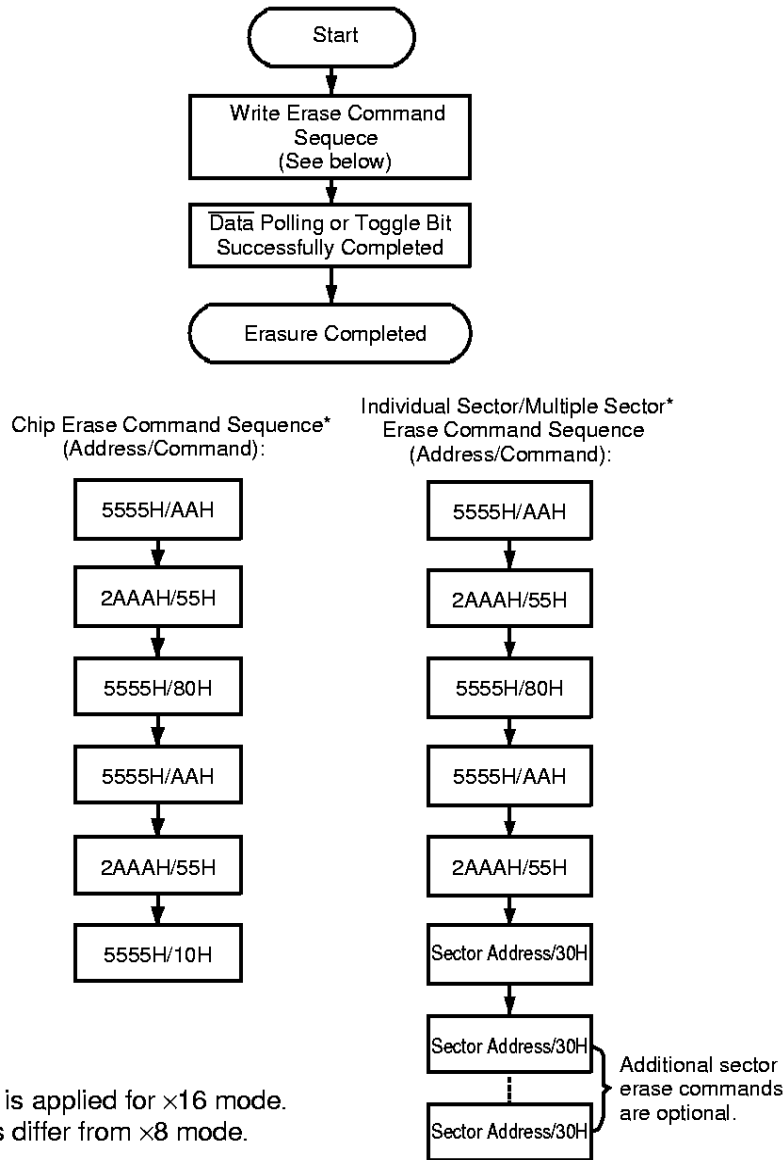 Start
Write Erase Command
Sequece
(See below)
Data Polling or Toggle Bit
Successfully Completed
Erasure Completed
Chip Erase Command Sequence*
(Address/Command):
5555H/AAH
2AAAH/55H
5555H/80H
5555H/AAH
2AAAH/55H
5555H/10H
Individual Sector/Multiple Sector*
Erase Command Sequence
(Address/Command):
5555H/AAH
2AAAH/55H
5555H/80H
5555H/AAH
2AAAH/55H
Sector Address/30H
Sector Address/30H
Sector Address/30H
Additional sector
erase commands
are optional.
is applied for ×16 mode.
differ from ×8 mode.